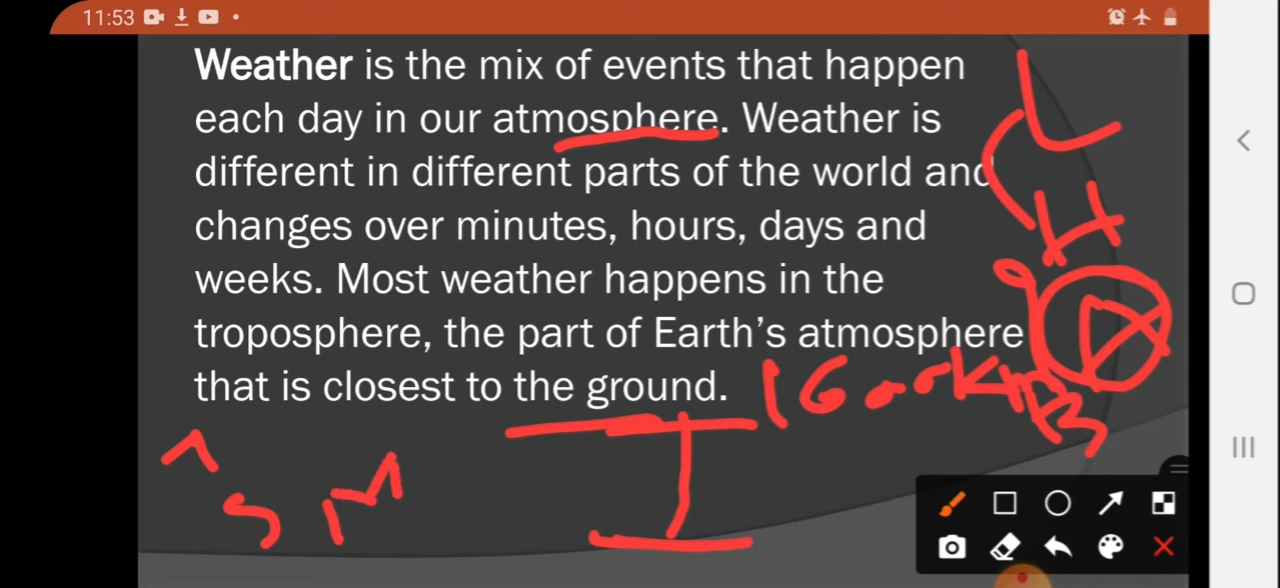 11:53
Weather is the mix of events that happen
each day in our atmosphere. Weather is
different in different parts of the world and
changes over minutes, hours, days and
weeks. Most weather happens in the
troposphere, the part of Earth's atmosphere
that is closest to the ground.